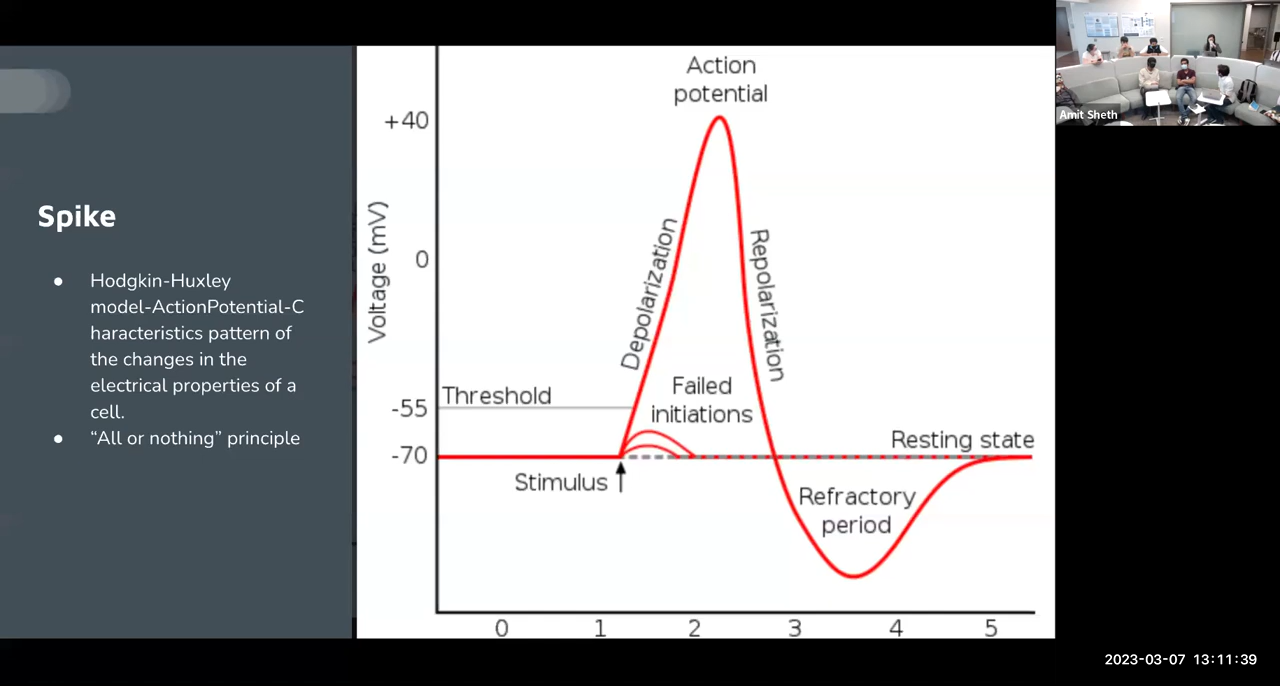 Spike
● Hodgkin-Huxley
model-ActionPotential-C
haracteristics pattern of
the changes in the
electrical properties of a
cell.
● “All or nothing” principle
Action
potential
+40
0
-55
-70
Voltage (mV)
Depolarization
Repolarization
Threshold
Failed
initiations
Resting state
Stimulus
Refractory
period
0 1 2 3 4 5
Amit Sheth
2023-03-07 13:11:39